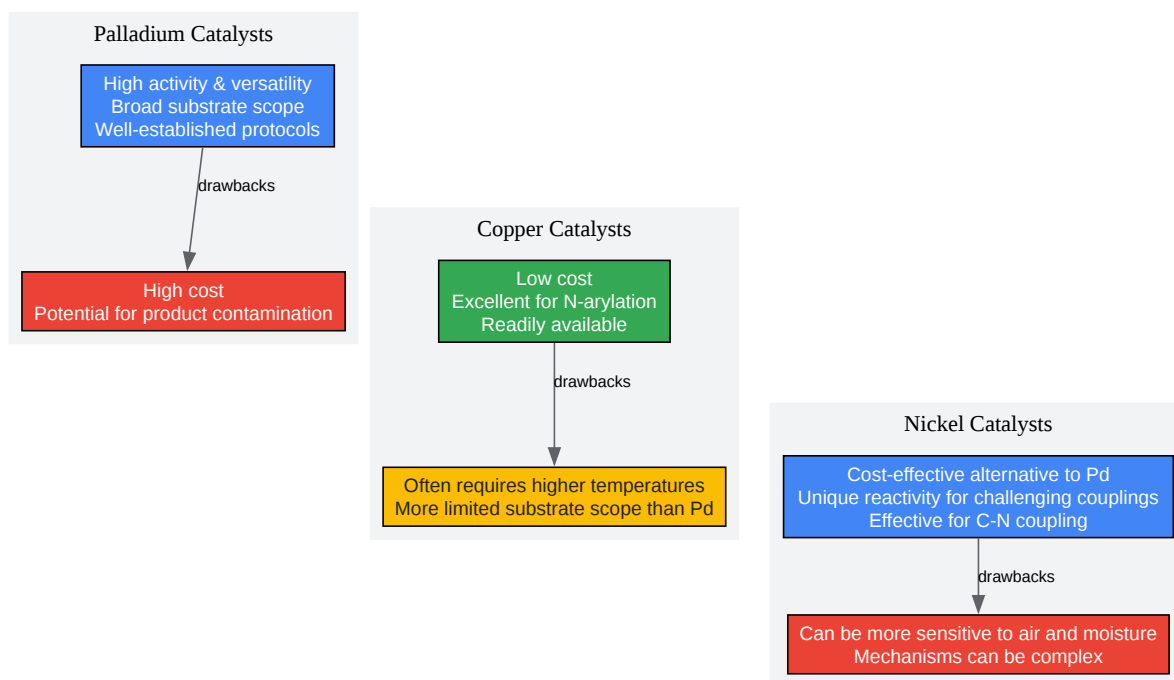 Palladium Catalysts
High activity & versatility
Broad substrate scope
Well-established protocols
drawbacks
High cost
Potential for product contamination
Copper Catalysts
Low cost
Excellent for N-arylation
Readily available
drawbacks
Often requires higher temperatures
More limited substrate scope than Pd
Nickel Catalysts
Cost-effective alternative to Pd
Unique reactivity for challenging couplings
Effective for C-N coupling
drawbacks
Can be more sensitive to air and moisture
Mechanisms can be complex